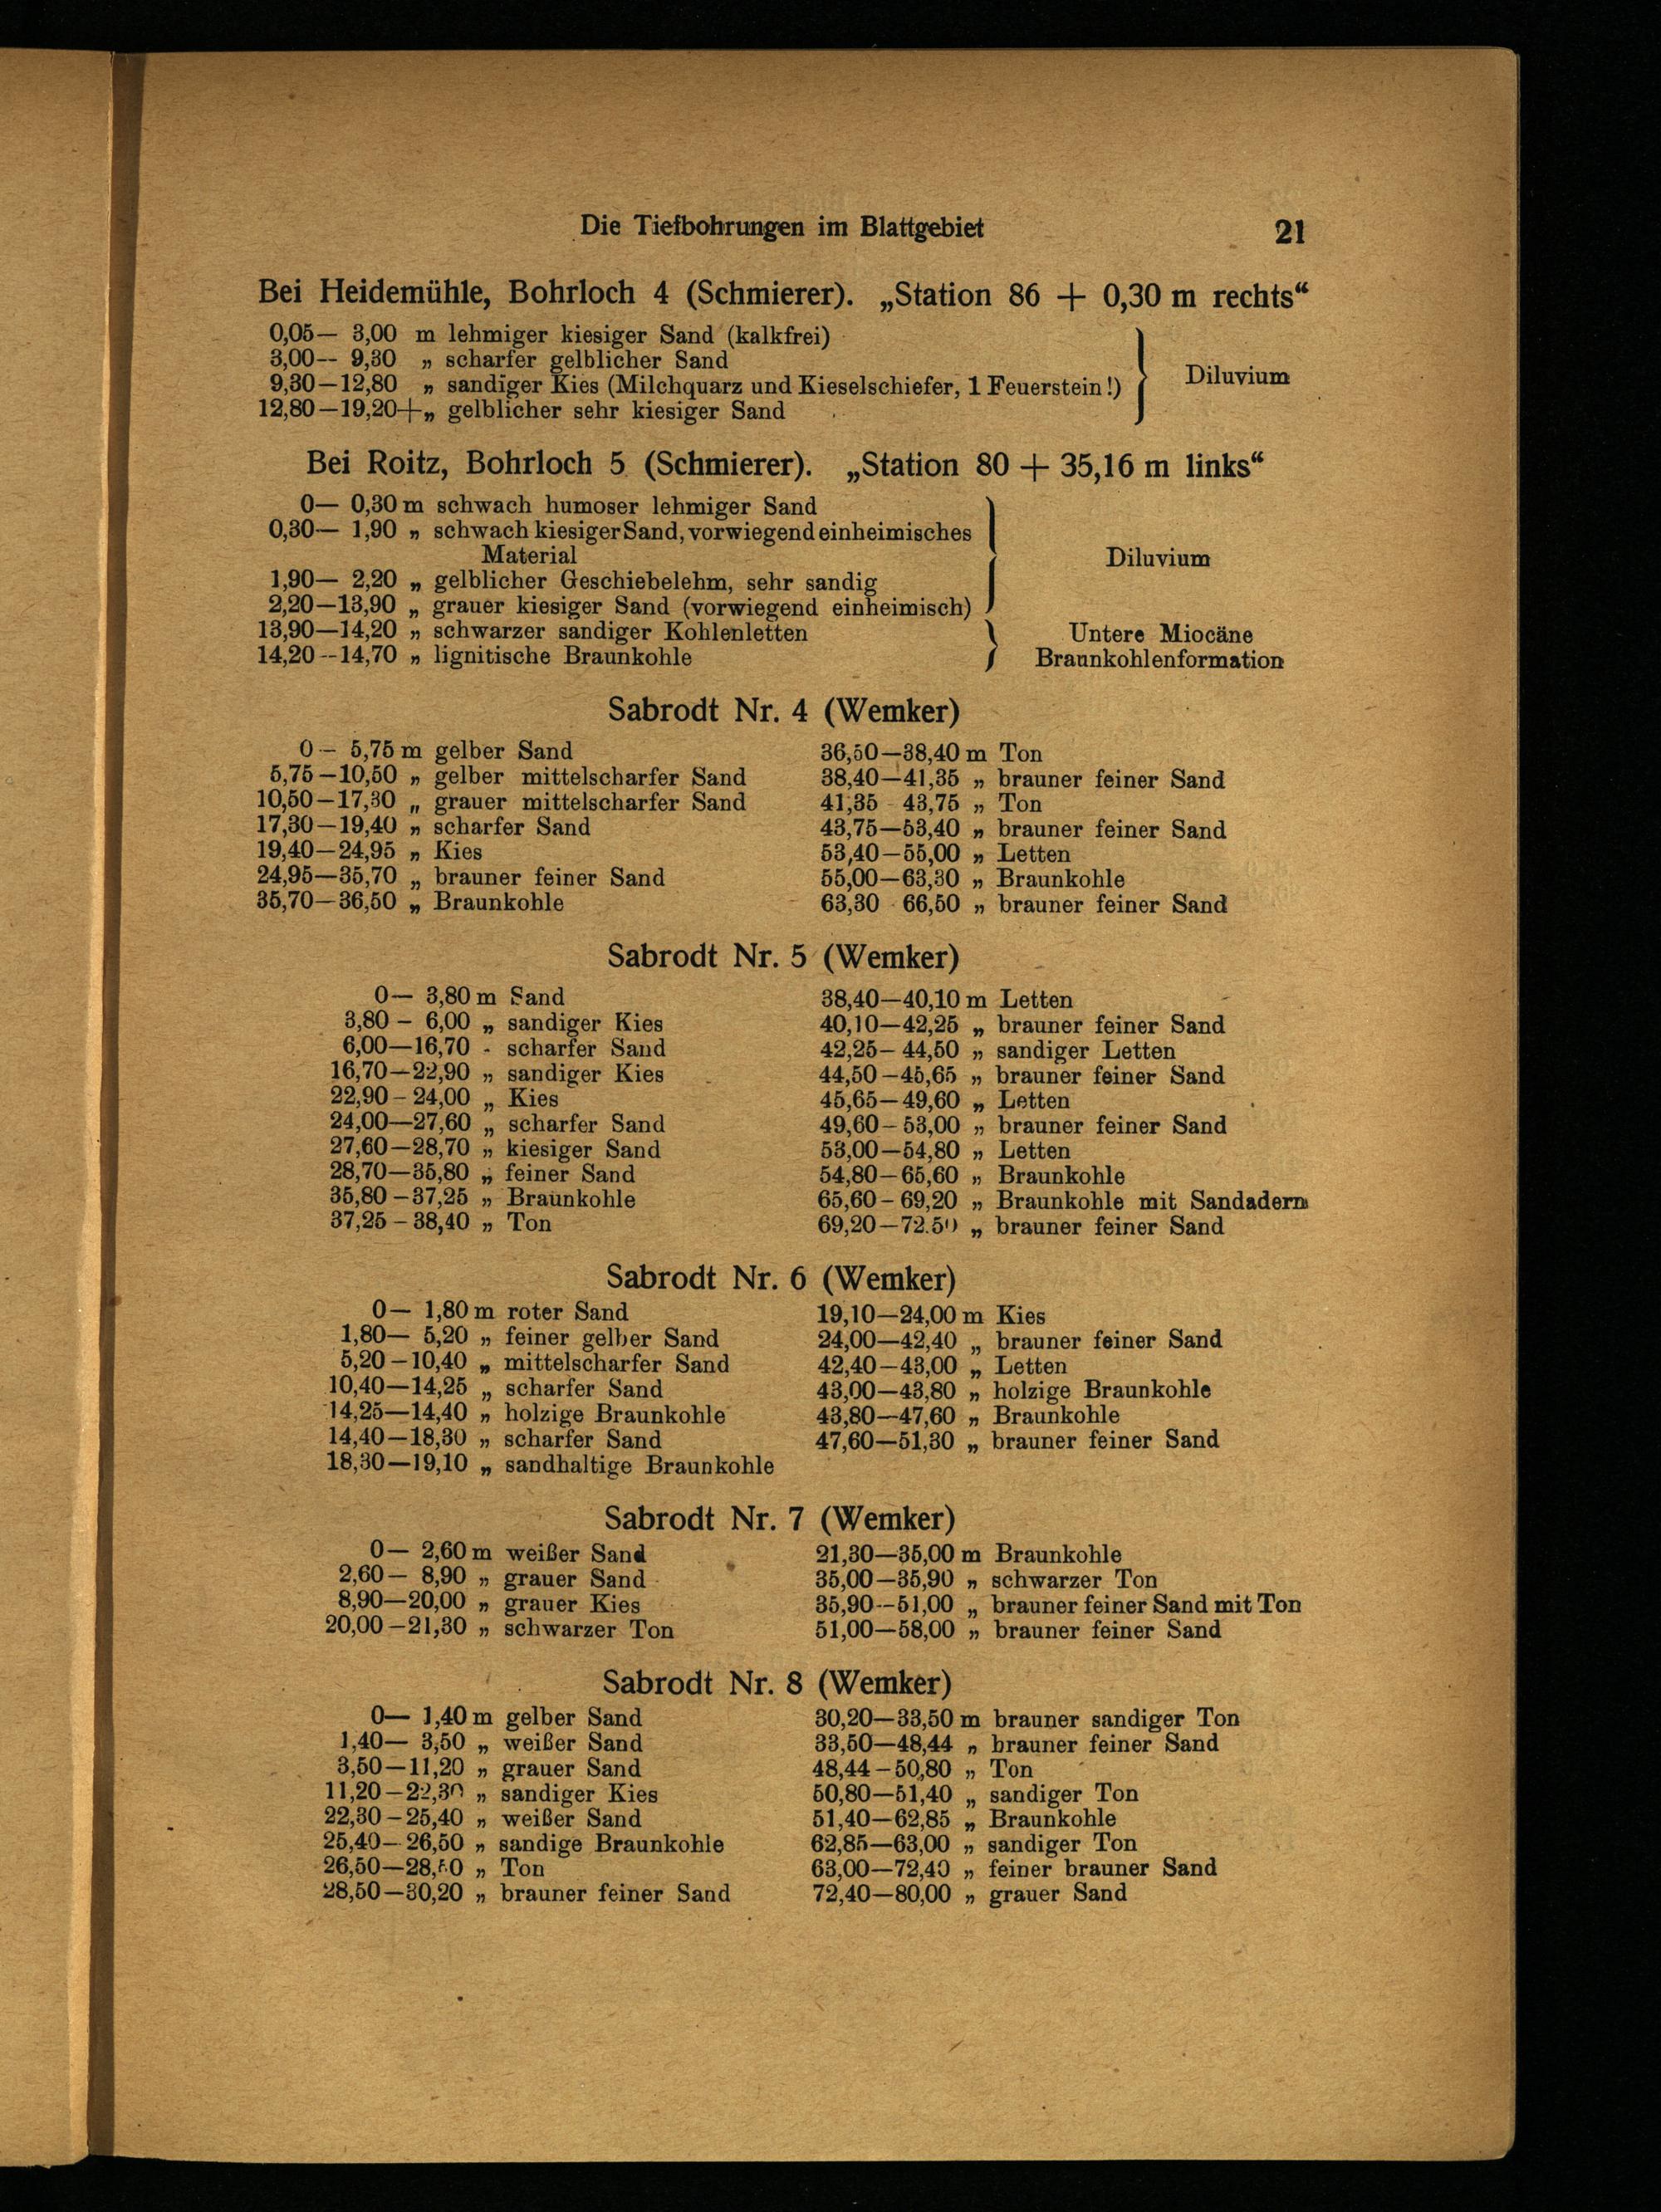 Die Tiefbohrungen im Blattgebiet 21
Bei Heidemühle, Bohrloch 4 (Schmierer). „Station 86 + 0,30 m rechts“
0,05— 3,00 m lehmiger kiesiger Sand (kalkfrei)
3,00-- 9,30 „ scharfer gelblicher Sand
9,30—12,80 „ sandiger Kies (Milchquarz und Kieselschiefer, 1 Feuerstein!)
12,80—19,20+„ gelblicher sehr kiesiger Sand
Diluvium
Bei Roitz, Bohrloch 5 (Schmierer). „Station 80 + 35,16 m links“
0— 0,30 m schwach humoser lehmiger Sand
0,30— 1,90 „ schwach kiesiger Sand, vorwiegend einheimisches
Material
1,90— 2,20 „ gelblicher Geschiebelehm, sehr sandig
2,20—13,90 „ grauer kiesiger Sand (vorwiegend einheimisch)
Diluvium
13,90—14,20 „ schwarzer sandiger Kohlenletten
14,20--14,70 „ lignitische Braunkohle
Untere Miocäne
Braunkohlenformation
Sabrodt Nr. 4 (Wemker)
0— 5,75 m gelber Sand
5,75—10,50 „ gelber mittelscharfer Sand
10,50—17,30 „ grauer mittelscharfer Sand
17,30—19,40 „ scharfer Sand
19,40—24,95 „ Kies
24,95—35,70 „ brauner feiner Sand
35,70—36,50 „ Braunkohle
36,50—38,40 m Ton
38,40—41,35 „ brauner feiner Sand
41,35 - 43,75 „ Ton
43,75—53,40 „ brauner feiner Sand
53,40—55,00 „ Letten
55,00—63,30 „ Braunkohle
63,30 - 66,50 „ brauner feiner Sand
Sabrodt Nr. 5 (Wemker)
0— 3,80 m Sand
3,80 – 6,00 „ sandiger Kies
6,00—16,70 - scharfer Sand
16,70—22,90 „ sandiger Kies
22,90 – 24,00 „ Kies
24,00—27,60 „ scharfer Sand
27,60—28,70 „ kiesiger Sand
28,70—35,80 „ feiner Sand
35,80 – 37,25 „ Braunkohle
37,25 – 38,40 „ Ton
38,40—40,10 m Letten
40,10—42,25 „ brauner feiner Sand
42,25– 44,50 „ sandiger Letten
44,50 – 45,65 „ brauner feiner Sand
45,65—49,60 „ Letten
49,60– 53,00 „ brauner feiner Sand
53,00—54,80 „ Letten
54,80—65,60 „ Braunkohle
65,60– 69,20 „ Braunkohle mit Sandadern
69,20—72.50 „ brauner feiner Sand
Sabrodt Nr. 6 (Wemker)
0— 1,80 m roter Sand
1,80— 5,20 „ feiner gelber Sand
5,20 – 10,40 „ mittelscharfer Sand
10,40—14,25 „ scharfer Sand
14,25—14,40 „ holzige Braunkohle
14,40—18,30 „ scharfer Sand
18,30—19,10 „ sandhaltige Braunkohle
19,10—24,00 m Kies
24,00—42,40 „ brauner feiner Sand
42,40—43,00 „ Letten
43,00—43,80 „ holzige Braunkohle
43,80—47,60 „ Braunkohle
47,60—51,30 „ brauner feiner Sand
Sabrodt Nr. 7 (Wemker)
0— 2,60 m weißer Sand
2,60— 8,90 „ grauer Sand
8,90—20,00 „ grauer Kies
20,00 – 21,30 „ schwarzer Ton
21,30—35,00 m Braunkohle
35,00—35,90 „ schwarzer Ton
35,90--51,00 „ brauner feiner Sand mit Ton
51,00—58,00 „ brauner feiner Sand
Sabrodt Nr. 8 (Wemker)
0— 1,40 m gelber Sand
1,40— 3,50 „ weißer Sand
3,50—11,20 „ grauer Sand
11,20—22,30 „ sandiger Kies
22,30 – 25,40 „ weißer Sand
25,40— 26,50 „ sandige Braunkohle
26,50—28,50 „ Ton
28,50—30,20 „ brauner feiner Sand
30,20—33,50 m brauner sandiger Ton
33,50—48,44 „ brauner feiner Sand
48,44 – 50,80 „ Ton
50,80—51,40 „ sandiger Ton
51,40—62,85 „ Braunkohle
62,85—63,00 „ sandiger Ton
63,00—72,40 „ feiner brauner Sand
72,40—80,00 „ grauer Sand